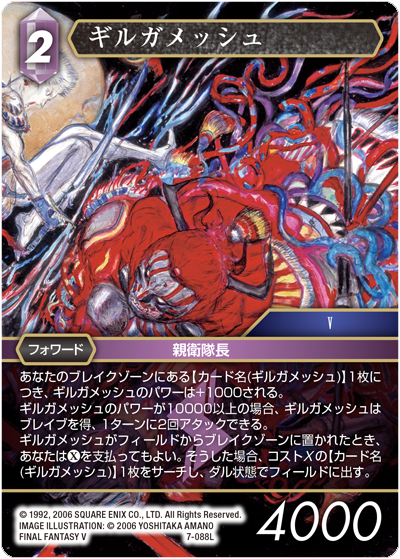 2
ギルガメッシュ
V
フォワード
親衛隊長
あなたのブレイクゾーンにある【カード名(ギルガメッシュ)】1枚に
つき、ギルガメッシュのパワーは+1000される。
ギルガメッシュのパワーが10000以上の場合、ギルガメッシュは
ブレイブを得、1ターンに2回アタックできる。
ギルガメッシュがフィールドからブレイクゾーンに置かれたとき、
あなたはⓍを支払ってもよい。そうした場合、コストXの【カード名
(ギルガメッシュ)】1枚をサーチし、ダル状態でフィールドに出す。
© 1992, 2006 SQUARE ENIX CO., LTD. All Rights Reserved.
IMAGE ILLUSTRATION: © 2006 YOSHITAKA AMANO
FINAL FANTASY V 7-088L
4000